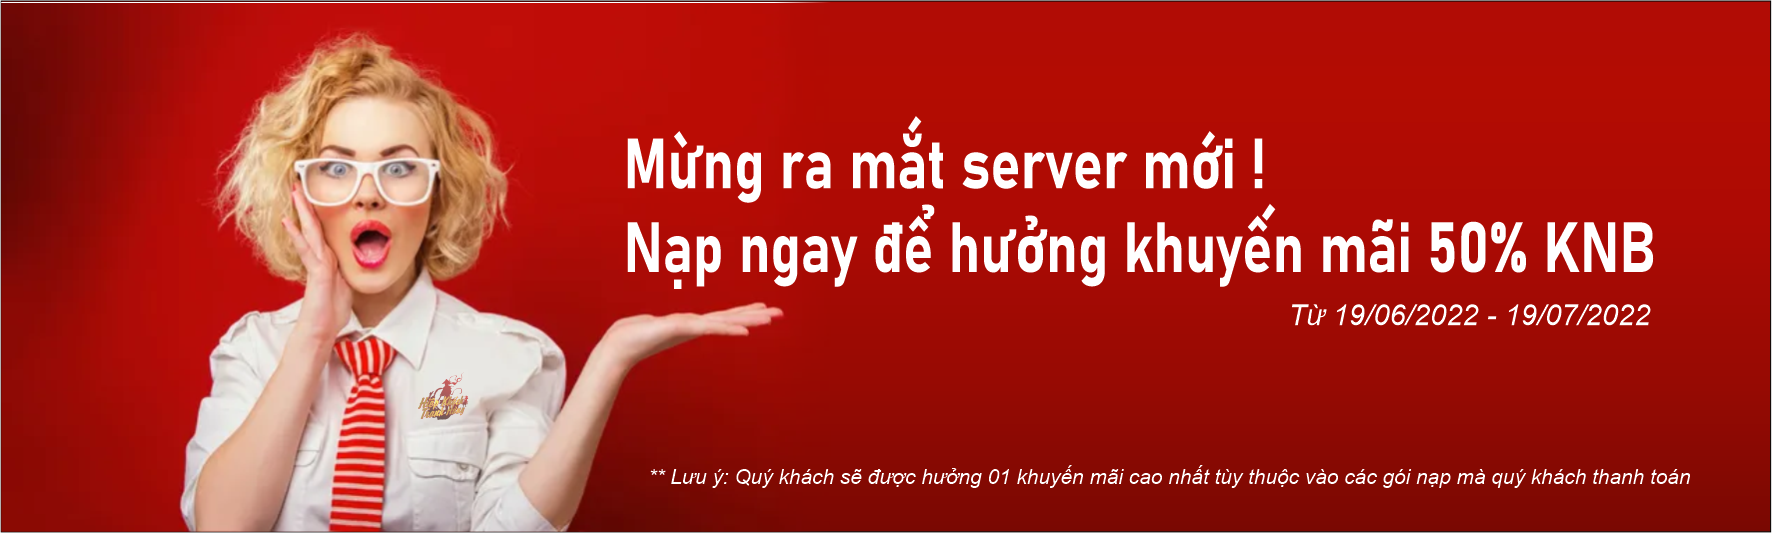 Mừng ra mắt server mới !
Nạp ngay để hưởng khuyến mãi 50% KNB
Từ 19/06/2022 - 19/07/2022
** Lưu ý: Quý khách sẽ được hưởng 01 khuyến mãi cao nhất tùy thuộc vào các gói nạp mà quý khách thanh toán